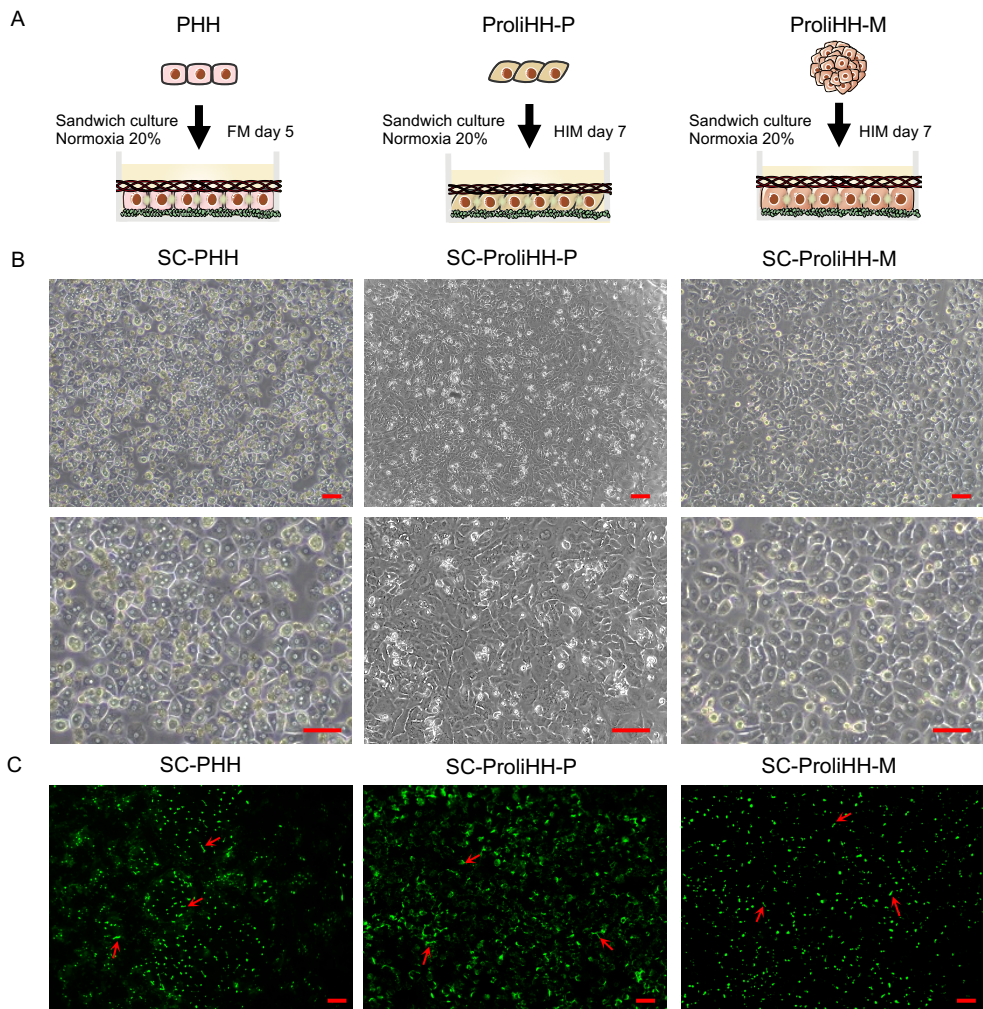 A
PHH
ProliHH-P
ProliHH-M
Sandwich culture
Normoxia 20%
FM day 5
Sandwich culture
Normoxia 20%
HIM day 7
Sandwich culture
Normoxia 20%
HIM day 7
B
SC-PHH
SC-ProliHH-P
SC-ProliHH-M
C
SC-PHH
SC-ProliHH-P
SC-ProliHH-M